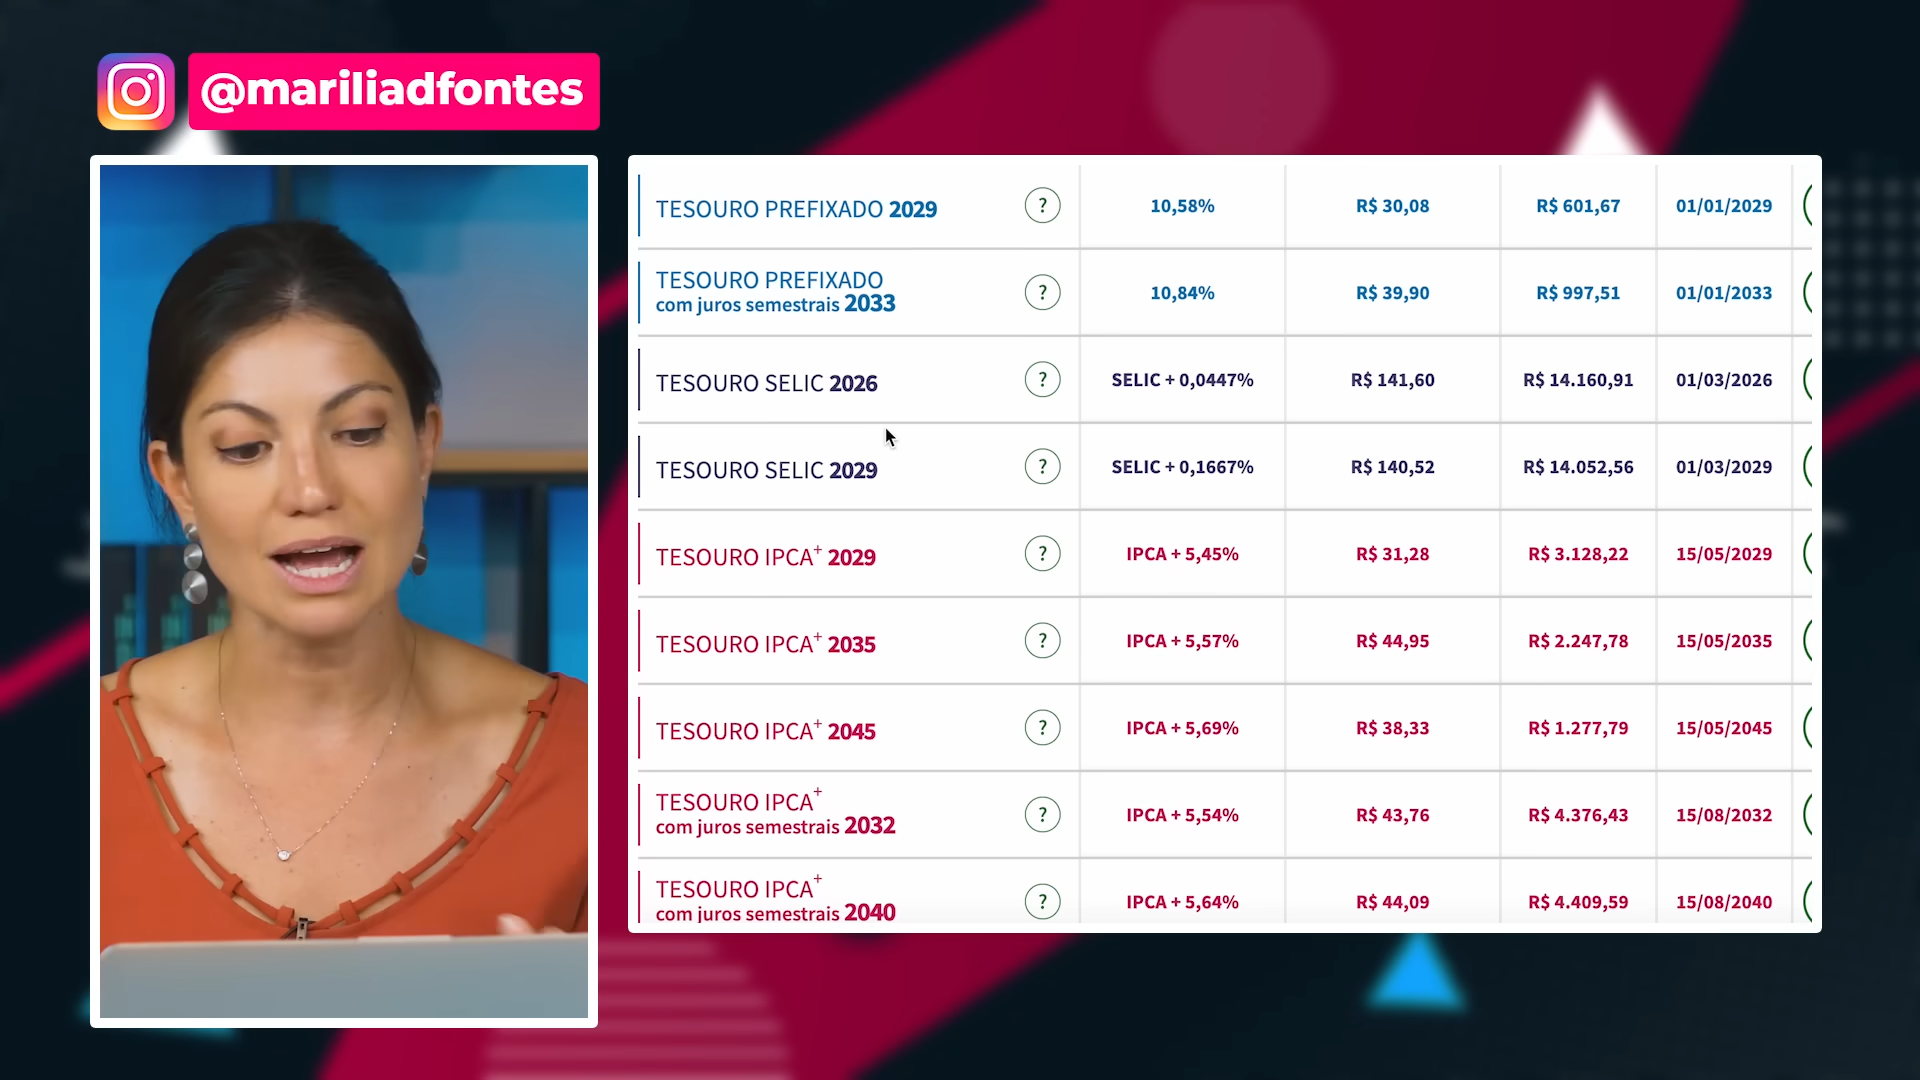 @mariliadfontes
TESOURO PREFIXADO 2029 ? 10,58% R$ 30,08 R$ 601,67 01/01/2029
TESOURO PREFIXADO
com juros semestrais 2033 ? 10,84% R$ 39,90 R$ 997,51 01/01/2033
TESOURO SELIC 2026 ? SELIC + 0,0447% R$ 141,60 R$ 14.160,91 01/03/2026
TESOURO SELIC 2029 ? SELIC + 0,1667% R$ 140,52 R$ 14.052,56 01/03/2029
TESOURO IPCA+ 2029 ? IPCA + 5,45% R$ 31,28 R$ 3.128,22 15/05/2029
TESOURO IPCA+ 2035 ? IPCA + 5,57% R$ 44,95 R$ 2.247,78 15/05/2035
TESOURO IPCA+ 2045 ? IPCA + 5,69% R$ 38,33 R$ 1.277,79 15/05/2045
TESOURO IPCA+
com juros semestrais 2032 ? IPCA + 5,54% R$ 43,76 R$ 4.376,43 15/08/2032
TESOURO IPCA+
com juros semestrais 2040 ? IPCA + 5,64% R$ 44,09 R$ 4.409,59 15/08/2040